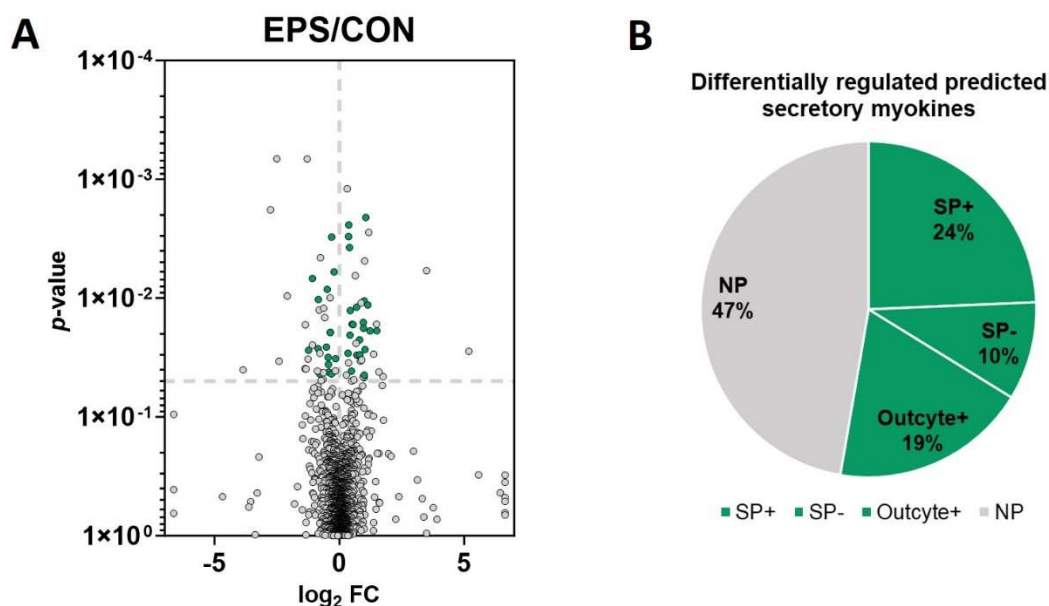 A
EPS/CON
1×10⁻⁴
1×10⁻³
1×10⁻²
1×10⁻¹
1×10⁰
p-value
-5
0
5
log₂ FC
B
Differentially regulated predicted
secretory myokines
SP+
24%
SP-
10%
Outcyte+
19%
NP
47%
SP+ SP- Outcyte+ NP